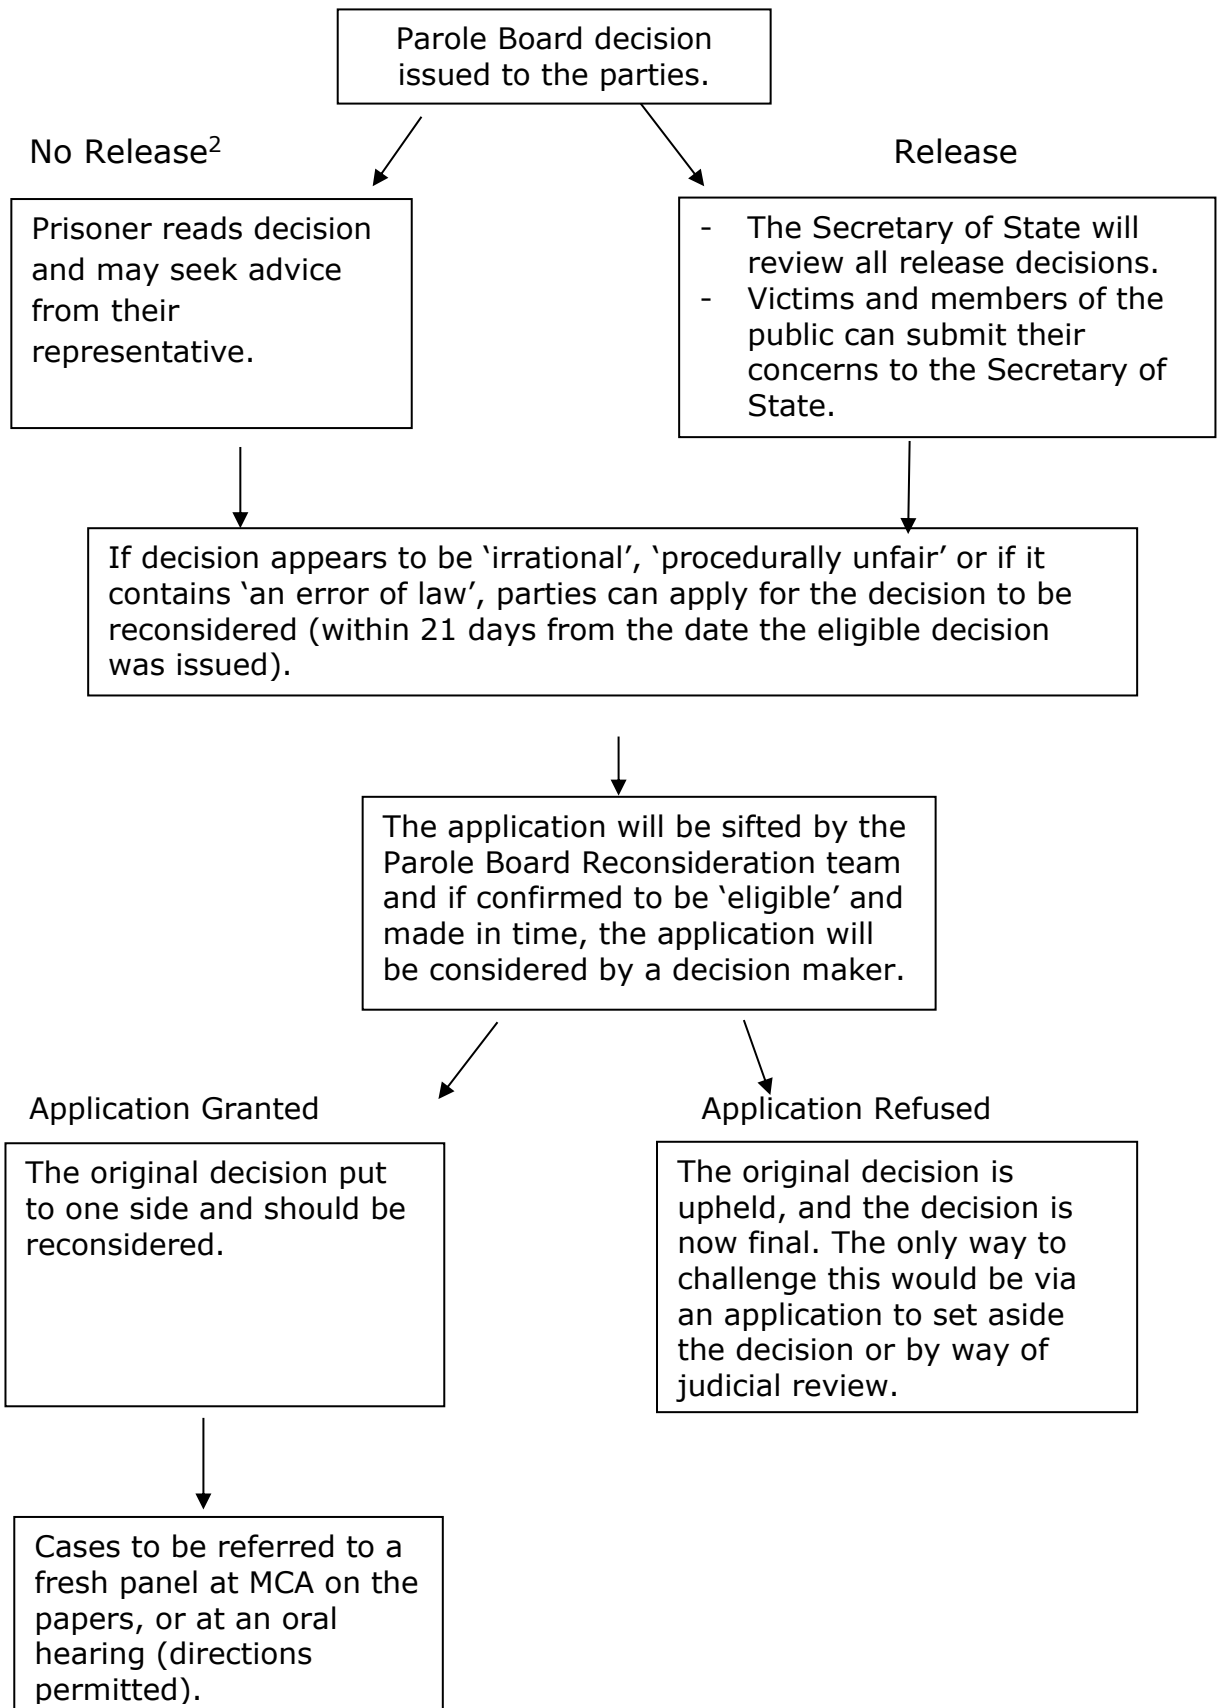 Parole Board decision
issued to the parties.
No Release²
Release
Prisoner reads decision
and may seek advice
from their
representative.
- The Secretary of State will
review all release decisions.
- Victims and members of the
public can submit their
concerns to the Secretary of
State.
If decision appears to be ‘irrational’, ‘procedurally unfair’ or if it
contains ‘an error of law’, parties can apply for the decision to be
reconsidered (within 21 days from the date the eligible decision
was issued).
The application will be sifted by the
Parole Board Reconsideration team
and if confirmed to be ‘eligible’ and
made in time, the application will
be considered by a decision maker.
Application Granted
Application Refused
The original decision put
to one side and should be
reconsidered.
The original decision is
upheld, and the decision is
now final. The only way to
challenge this would be via
an application to set aside
the decision or by way of
judicial review.
Cases to be referred to a
fresh panel at MCA on the
papers, or at an oral
hearing (directions
permitted).